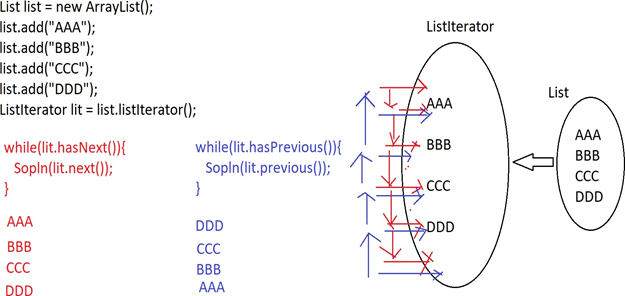 List list = new ArrayList();
list.add("AAA");
list.add("BBB");
list.add("CCC");
list.add("DDD");
ListIterator lit = list.listIterator();
while(lit.hasNext()){
Sopln(lit.next());
}
AAA
BBB
CCC
DDD
while(lit.hasPrevious()){
Sopln(lit.previous());
}
DDD
CCC
BBB
AAA
ListIterator
AAA
BBB
CCC
DDD
List
AAA
BBB
CCC
DDD